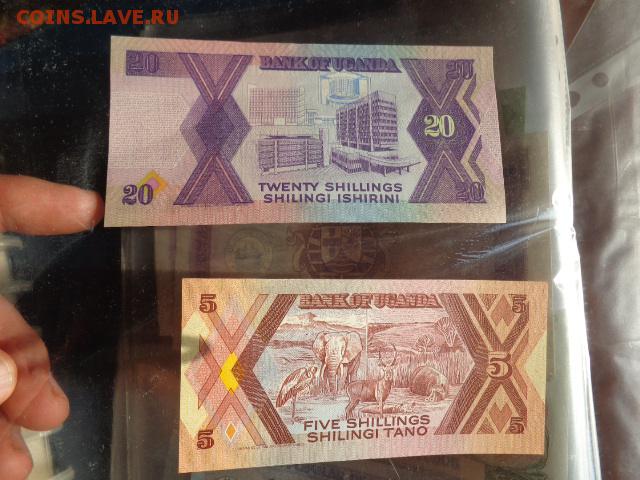 COINS.LAVE.RU
20 BANK OF UGANDA 20
20
20 TWENTY SHILLINGS 20
SHILINGI ISHIRINI
5 BANK OF UGANDA 5
5
FIVE SHILLINGS
5 SHILINGI TANO 5